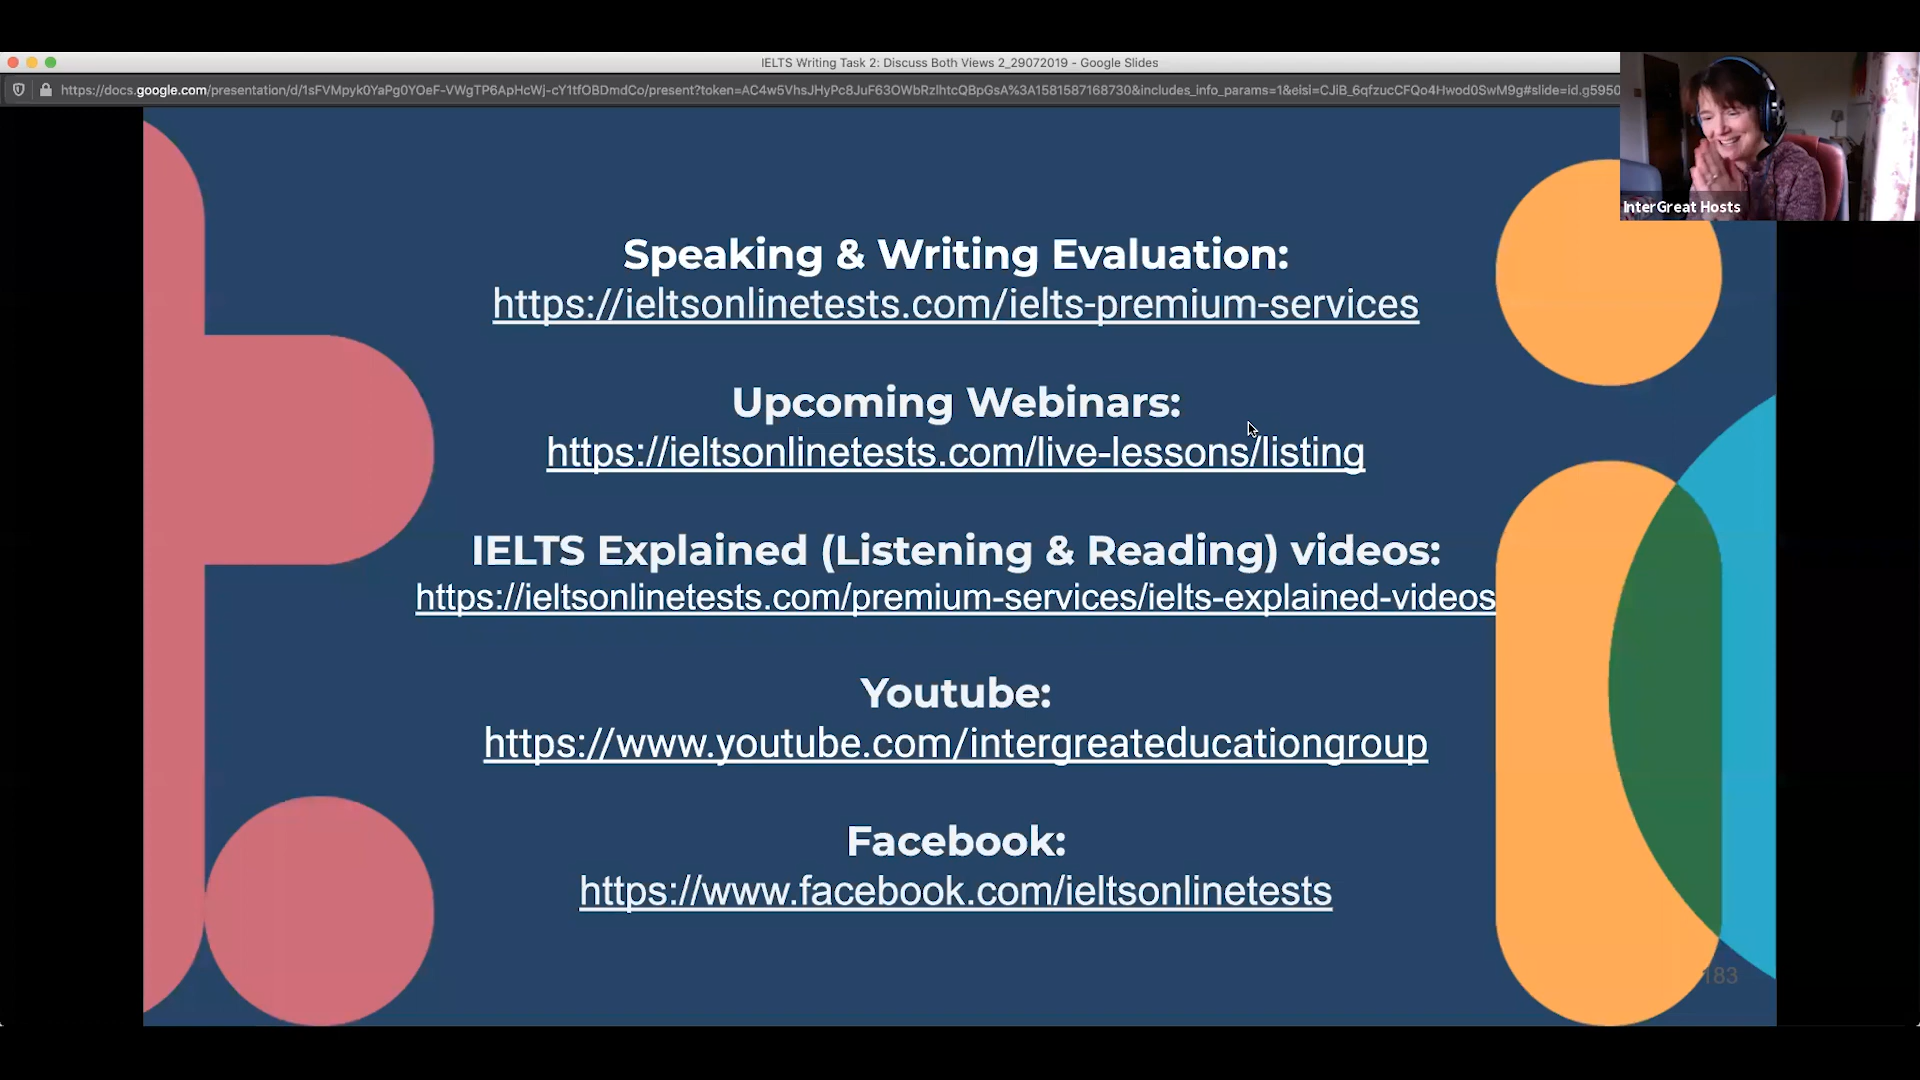 IELTS Writing Task 2: Discuss Both Views 2_29072019 - Google Slides
InterGreat Hosts
Speaking & Writing Evaluation:
https://ieltsonlinetests.com/ielts-premium-services
Upcoming Webinars:
https://ieltsonlinetests.com/live-lessons/listing
IELTS Explained (Listening & Reading) videos:
https://ieltsonlinetests.com/premium-services/ielts-explained-videos
Youtube:
https://www.youtube.com/intergreateducationgroup
Facebook:
https://www.facebook.com/ieltsonlinetests
183